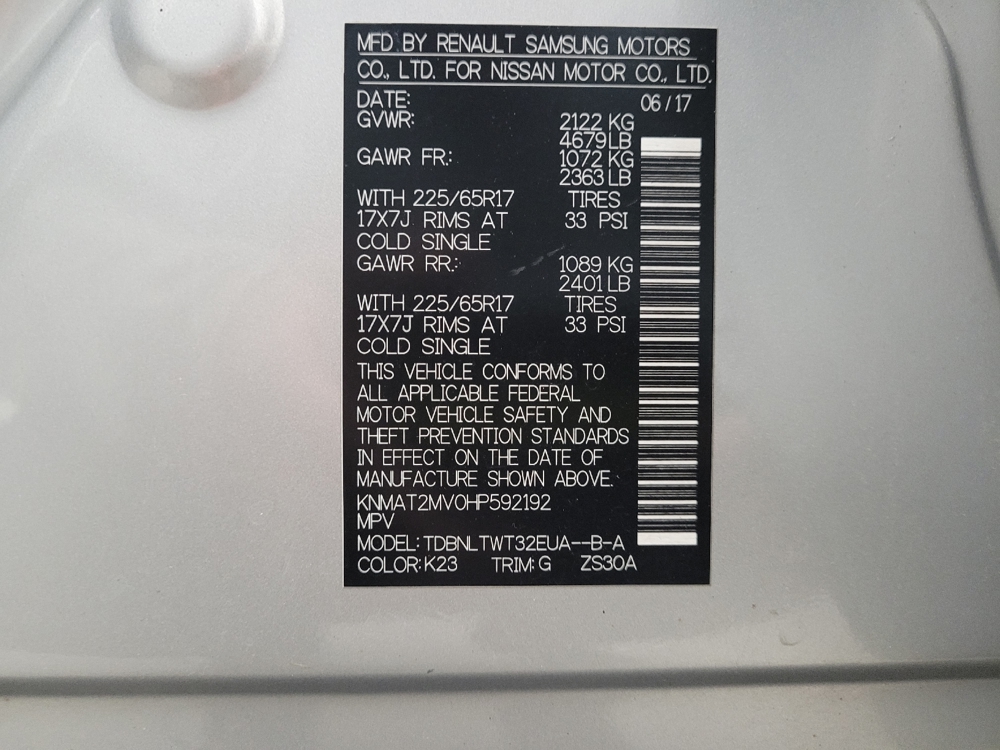 MFD. BY RENAULT SAMSUNG MOTORS
CO., LTD. FOR NISSAN MOTOR CO., LTD.
DATE: 06/17
GVWR: 2122 KG
4679LB
GAWR FR.: 1072 KG
2363LB
WITH 225/65R17 TIRES
17X7J RIMS AT 33 PSI
COLD SINGLE
GAWR RR.: 1089 KG
2401LB
WITH 225/65R17 TIRES
17X7J RIMS AT 33 PSI
COLD SINGLE
THIS VEHICLE CONFORMS TO
ALL APPLICABLE FEDERAL
MOTOR VEHICLE SAFETY AND
THEFT PREVENTION STANDARDS
IN EFFECT ON THE DATE OF
MANUFACTURE SHOWN ABOVE.
KNMAT2MV0HP592192
MPV
MODEL: TDBNLTWT32EUA--B-A
COLOR: K23 TRIM: G ZS30A